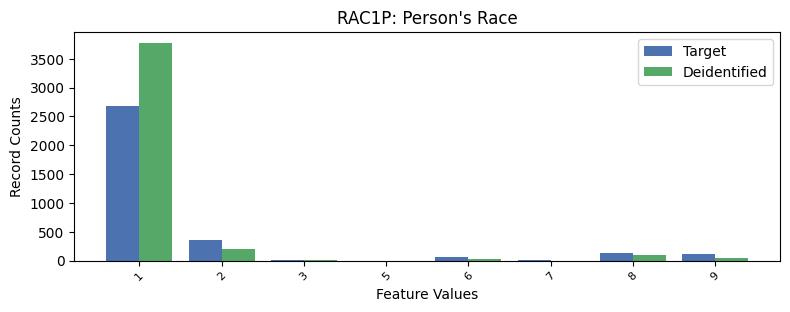 RAC1P: Person's Race
Record Counts
3500
3000
2500
2000
1500
1000
500
0
Target
Deidentified
1 2 3 5 6 7 8 9
Feature Values